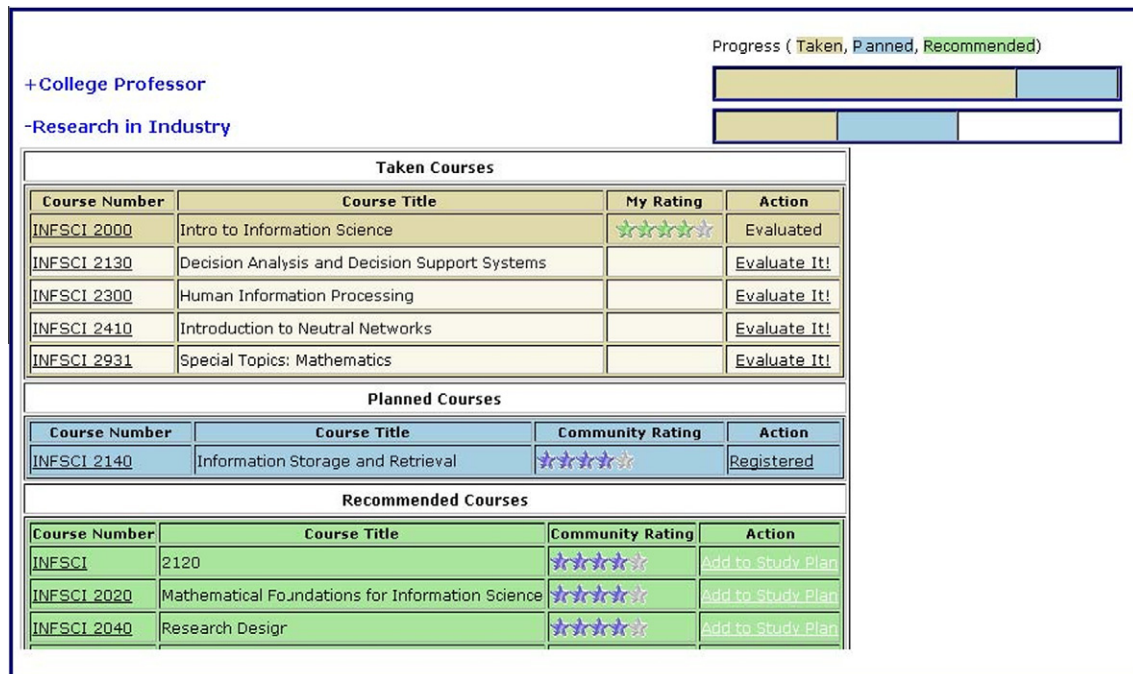 Progress ( Taken, Planned, Recommended)
+College Professor
-Research in Industry
Taken Courses
Course Number Course Title My Rating Action
INFSCI 2000 Intro to Information Science Evaluated
INFSCI 2130 Decision Analysis and Decision Support Systems Evaluate It!
INFSCI 2300 Human Information Processing Evaluate It!
INFSCI 2410 Introduction to Neutral Networks Evaluate It!
INFSCI 2931 Special Topics: Mathematics Evaluate It!
Planned Courses
Course Number Course Title Community Rating Action
INFSCI 2140 Information Storage and Retrieval Registered
Recommended Courses
Course Number Course Title Community Rating Action
INFSCI 2120 Add to Study Plan
INFSCI 2020 Mathematical Foundations for Information Science Add to Study Plan
INFSCI 2040 Research Desigr Add to Study Plan